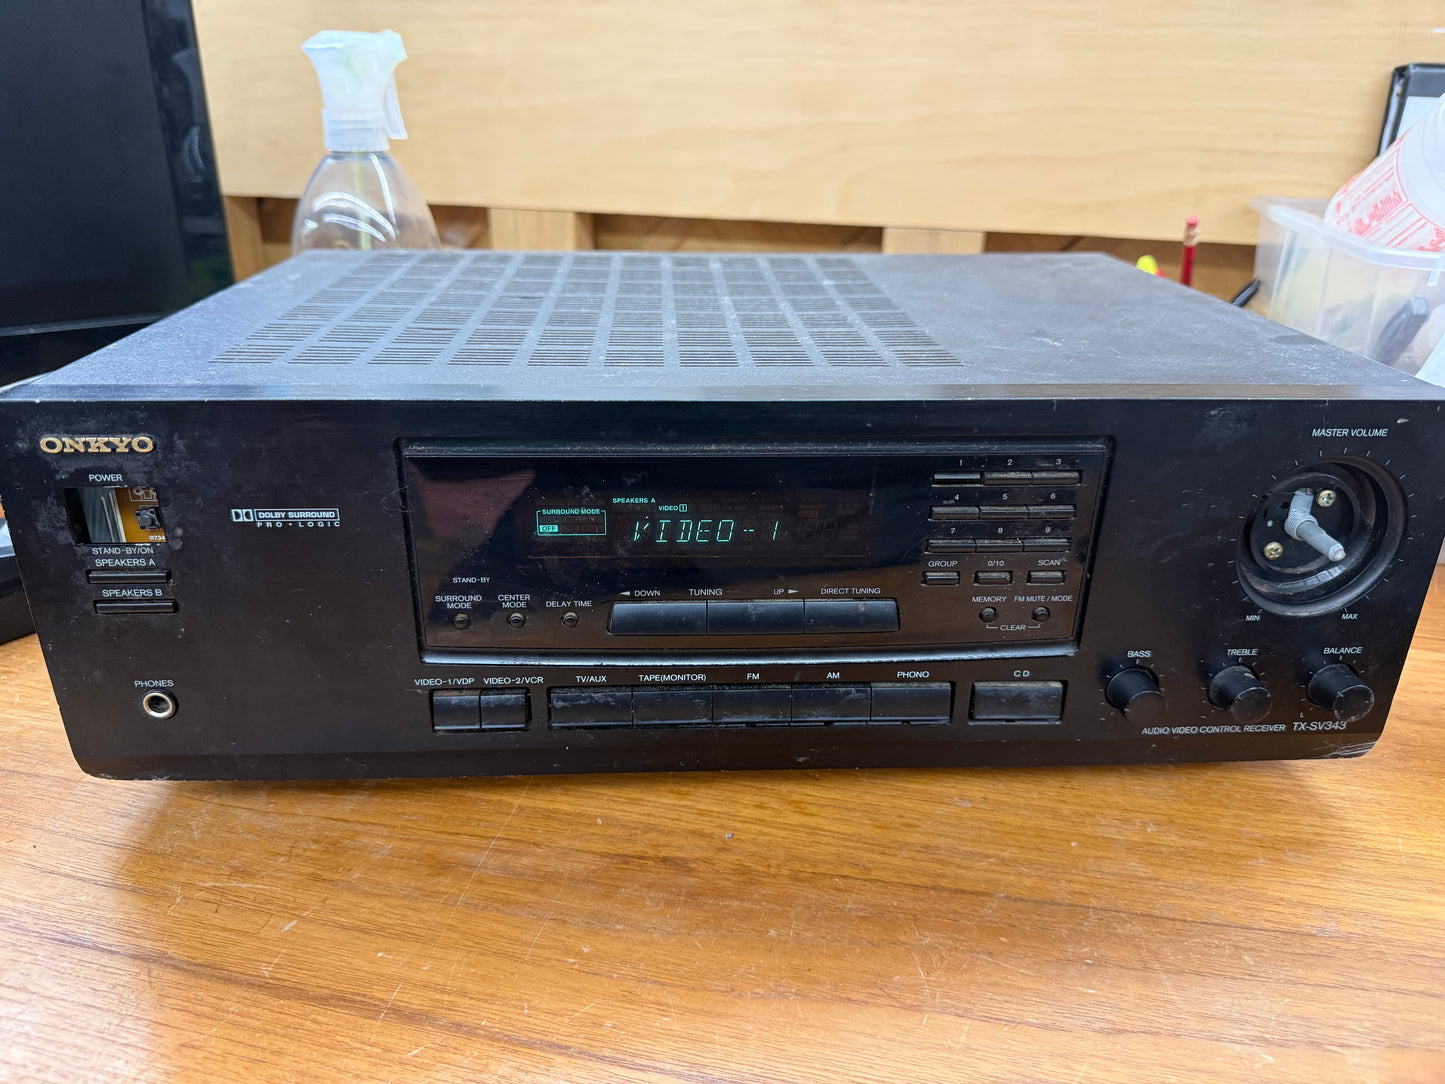 ONKYO
POWER
R734
STAND-BY/ON
SPEAKERS A
SPEAKERS B
PHONES
DOLBY SURROUND
PRO • LOGIC
SPEAKERS A
SURROUND MODE
OFF
VIDEO 1
VIDEO-1
STAND-BY
SURROUND MODE
CENTER MODE
DELAY TIME
◄ DOWN TUNING UP ► DIRECT TUNING
1 2 3
4 5 6
7 8 9
GROUP 0/10 SCAN
MEMORY FM MUTE / MODE
CLEAR
VIDEO-1/VDP VIDEO-2/VCR TV/AUX TAPE(MONITOR) FM AM PHONO CD
MASTER VOLUME
MIN MAX
BASS TREBLE BALANCE
L R
AUDIO VIDEO CONTROL RECEIVER TX-SV343